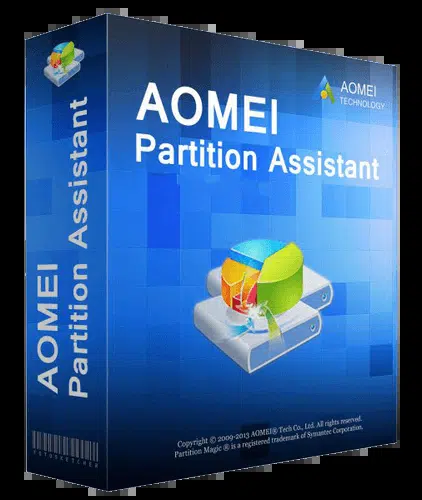 AOMEI
TECHNOLOGY
AOMEI
Partition Assistant
AOMEI
Partition Assistant
Copyright © 2009-2013 AOMEI® Tech Co., Ltd. All rights reserved.
Partition Magic ® is a registered trademark of Symantec Corporation.